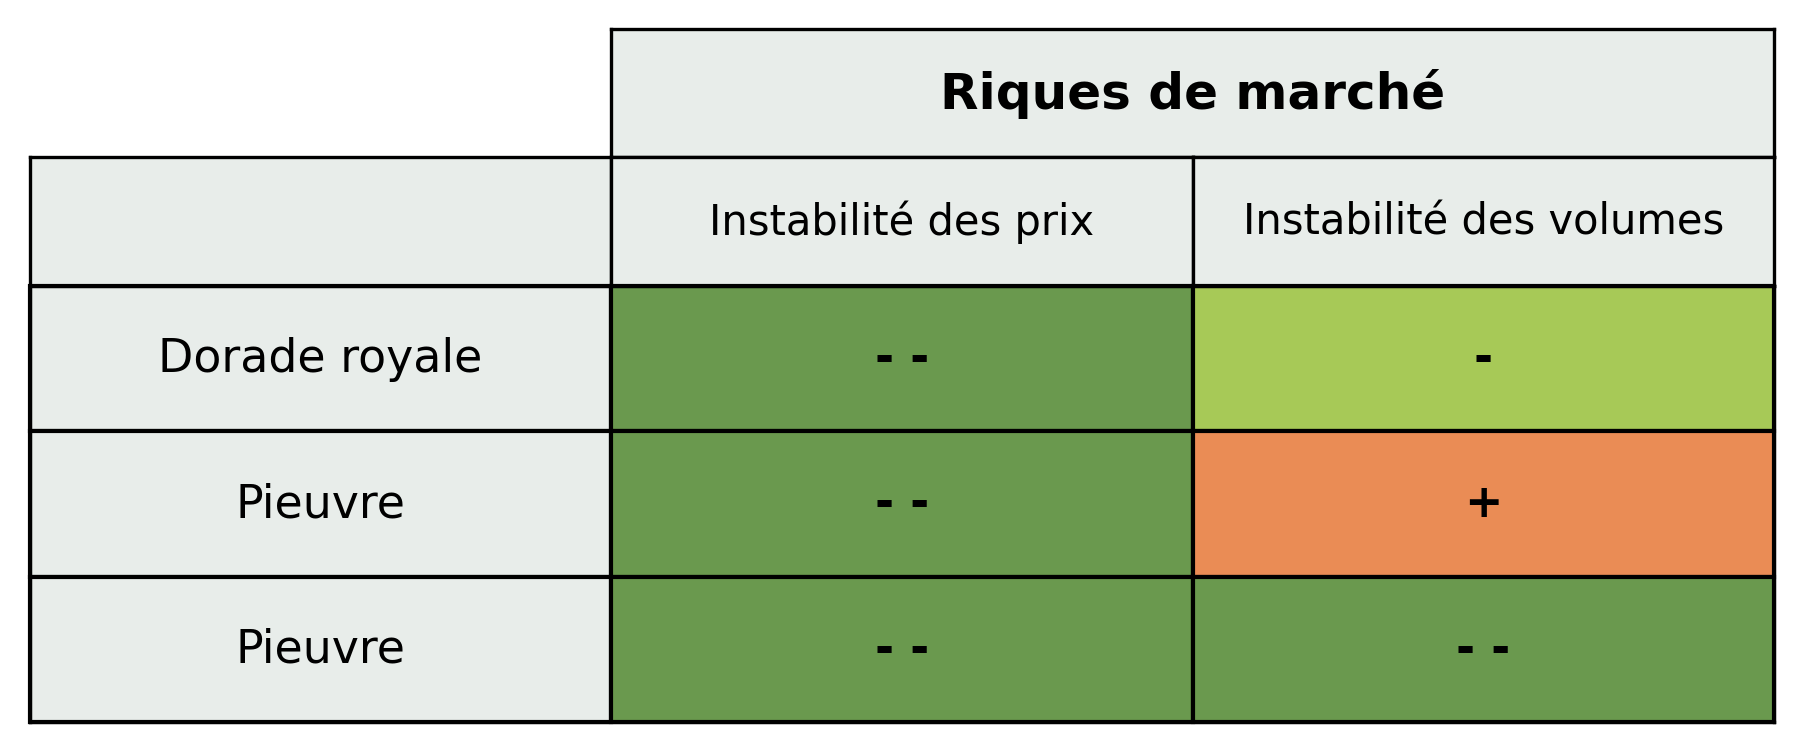 Riques de marché
Instabilité des prix Instabilité des volumes
Dorade royale - - -
Pieuvre - - +
Pieuvre - - - -